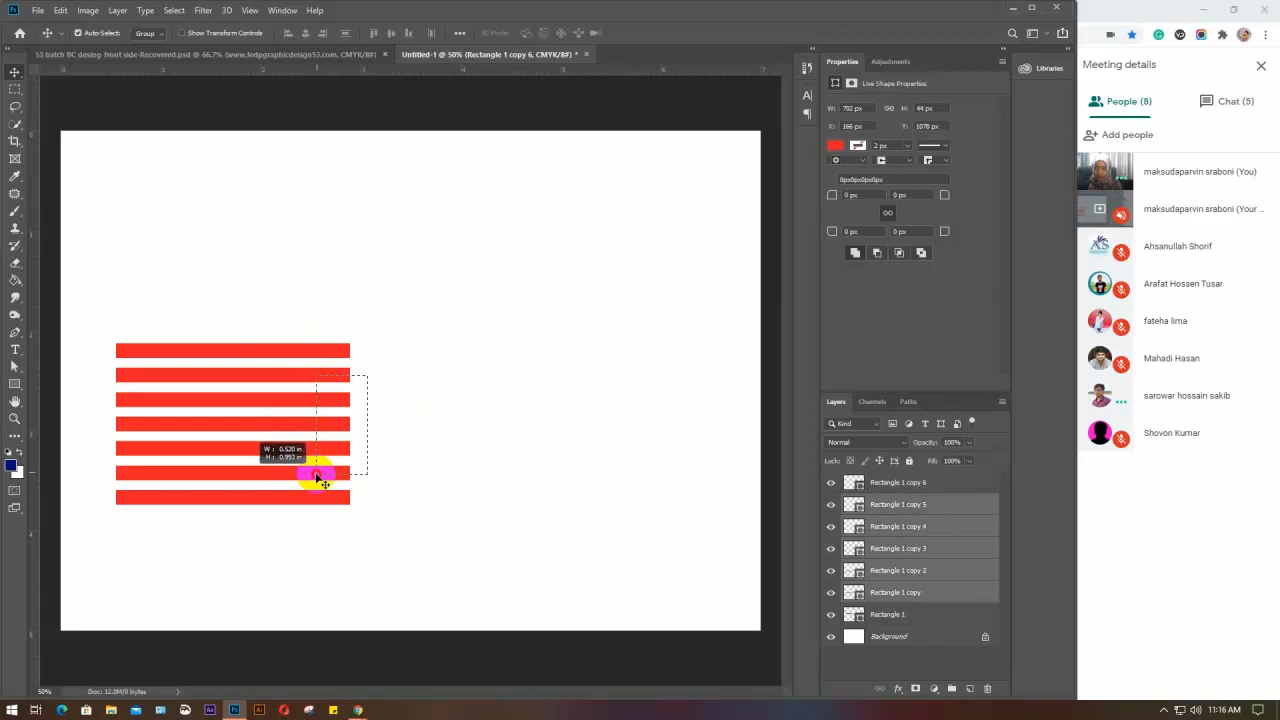 Ps File Edit Image Layer Type Select Filter 3D View Window Help
Auto-Select: Group Show Transform Controls 3D Mode:
53 batch BC desing front side-Recovered.psd @ 66.7% (www.ledpgraphicdesign53.com, CMYK/8#) × Untitled-1 @ 50% (Rectangle 1 copy 6, CMYK/8#) * ×
Properties Adjustments
Libraries
Live Shape Properties
W: 702 px H: 44 px
X: 166 px Y: 1078 px
2 px
0px0px0px0px
0 px 0 px
0 px 0 px
W : 0.520 in
H : 0.993 in
Layers Channels Paths
Kind
Normal Opacity: 100%
Lock: Fill: 100%
Rectangle 1 copy 6
Rectangle 1 copy 5
Rectangle 1 copy 4
Rectangle 1 copy 3
Rectangle 1 copy 2
Rectangle 1 copy
Rectangle 1
Background
50% Doc: 12.0M/0 bytes
Meeting details
People (8) Chat (5)
Add people
maksudaparvin sraboni (You)
maksudaparvin sraboni (Your ...
Ahsanullah Shorif
Arafat Hossen Tusar
fateha lima
Mahadi Hasan
sarowar hossain sakib
Shovon Kumar
11:16 AM